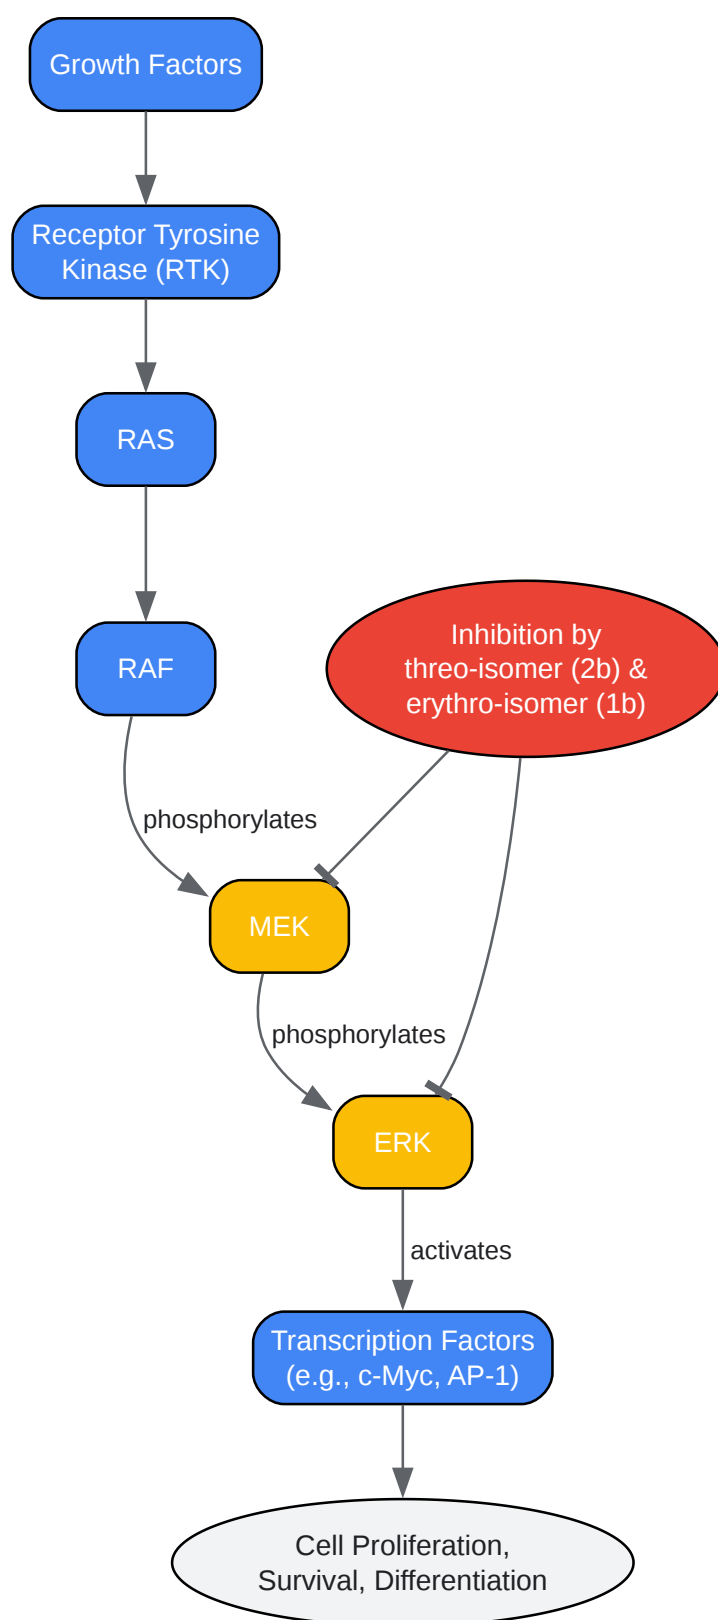 Growth Factors
Receptor Tyrosine
Kinase (RTK)
RAS
RAF
Inhibition by
threo-isomer (2b) &
erythro-isomer (1b)
phosphorylates
MEK
phosphorylates
ERK
activates
Transcription Factors
(e.g., c-Myc, AP-1)
Cell Proliferation,
Survival, Differentiation